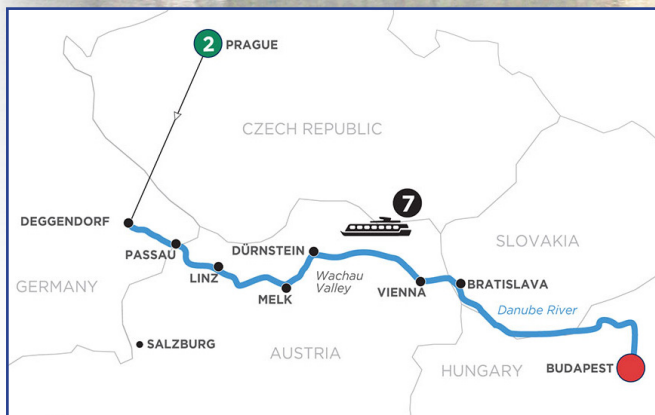 2 PRAGUE
CZECH REPUBLIC
7
DEGGENDORF
PASSAU
DÜRNSTEIN
SLOVAKIA
LINZ
Wachau
Valley
GERMANY
MELK
VIENNA
BRATISLAVA
Danube River
SALZBURG
AUSTRIA
HUNGARY
BUDAPEST